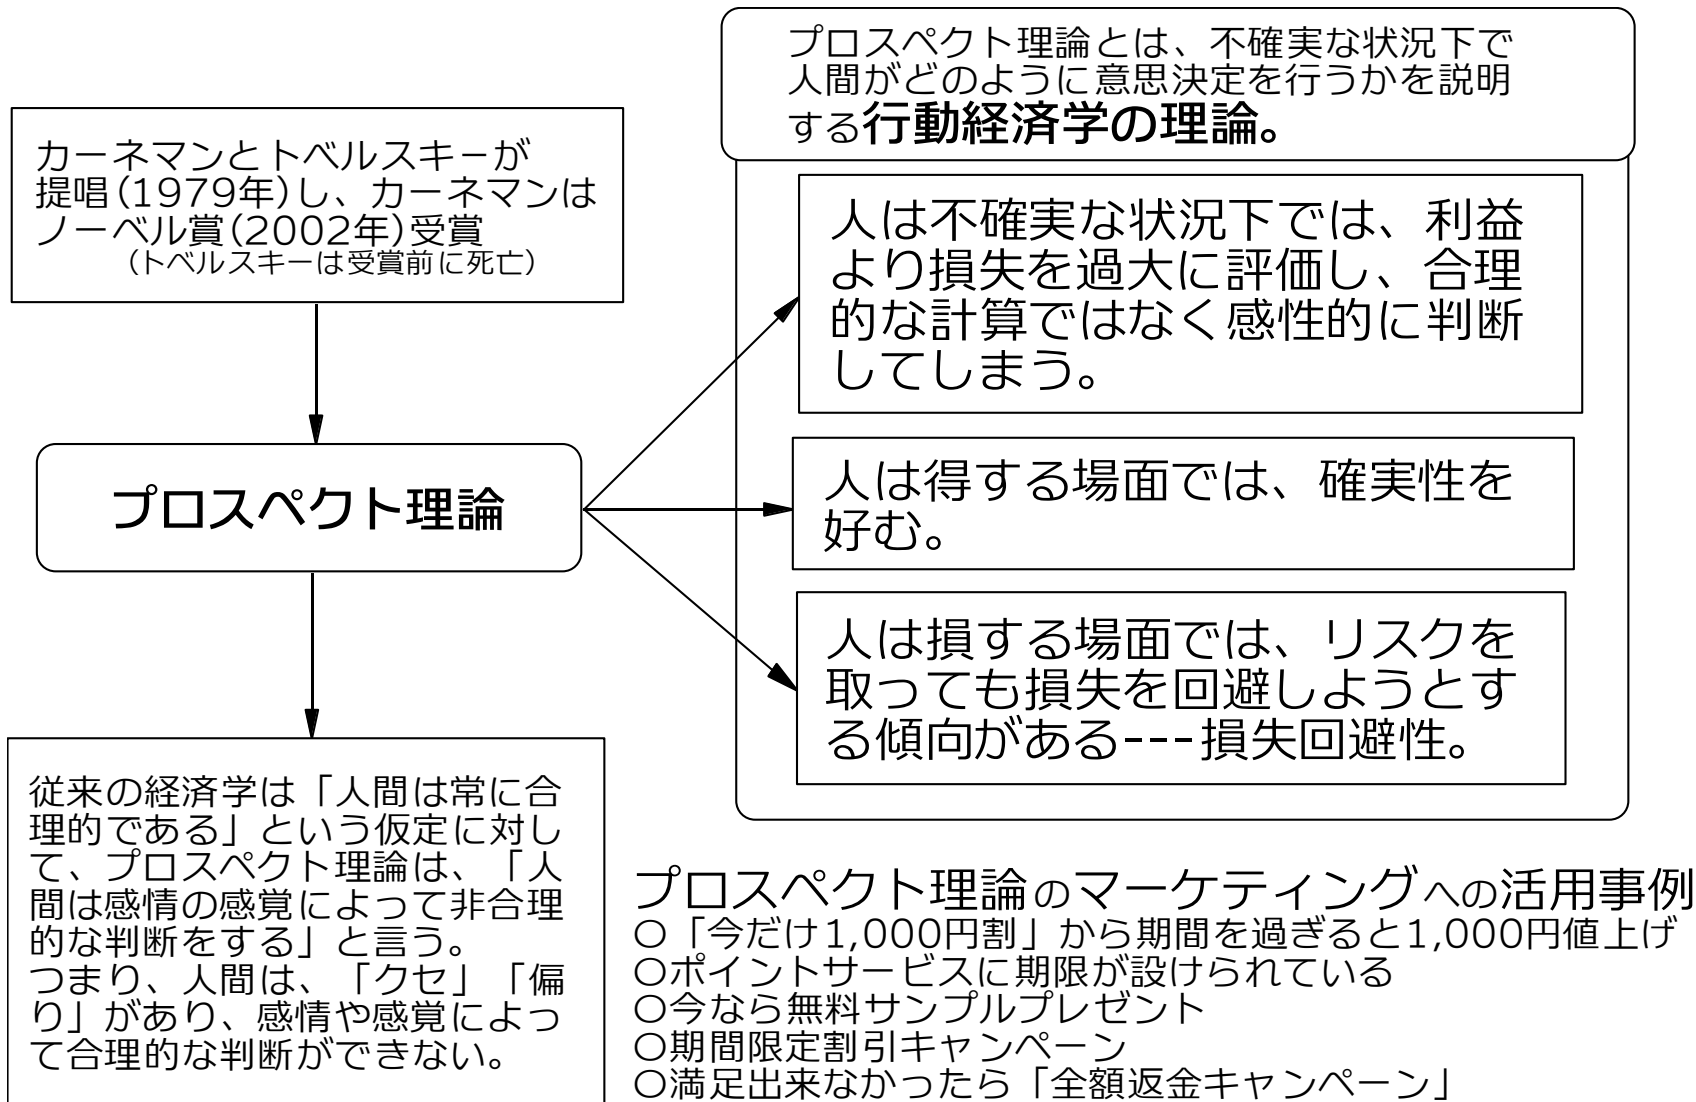 プロスペクト理論とは、不確実な状況下で
人間がどのように意思決定を行うかを説明
する行動経済学の理論。
カーネマンとトベルスキーが
提唱(1979年)し、カーネマンは
ノーベル賞(2002年)受賞
(トベルスキーは受賞前に死亡)
人は不確実な状況下では、利益
より損失を過大に評価し、合理
的な計算ではなく感性的に判断
してしまう。
プロスペクト理論
人は得する場面では、確実性を
好む。
人は損する場面では、リスクを
取っても損失を回避しようとす
る傾向がある---損失回避性。
従来の経済学は「人間は常に合
理的である」という仮定に対し
て、プロスペクト理論は、「人
間は感情の感覚によって非合理
的な判断をする」と言う。
つまり、人間は、「クセ」「偏
り」があり、感情や感覚によっ
て合理的な判断ができない。
プロスペクト理論のマーケティングへの活用事例
〇「今だけ1,000円割」から期間を過ぎると1,000円値上げ
〇ポイントサービスに期限が設けられている
〇今なら無料サンプルプレゼント
〇期間限定割引キャンペーン
〇満足出来なかったら「全額返金キャンペーン」